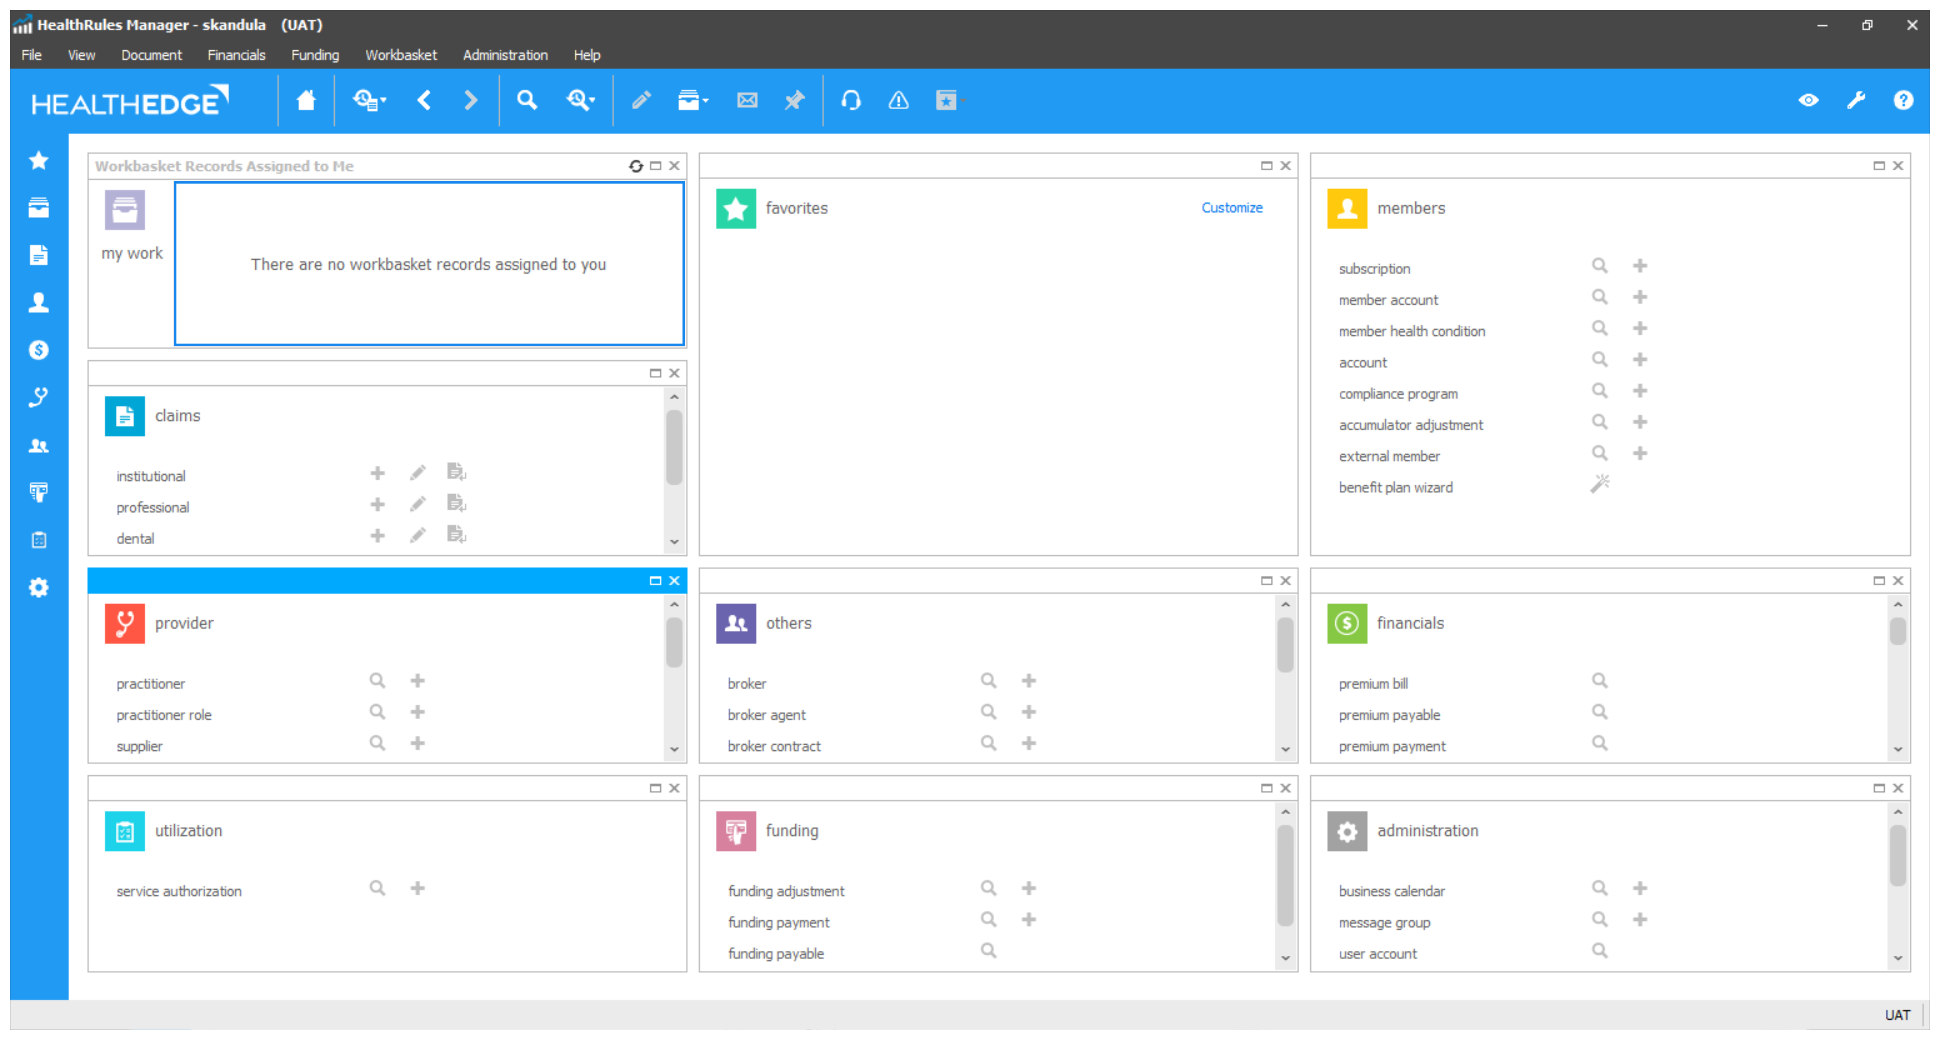 HealthRules Manager - skandula (UAT)
File View Document Financials Funding Workbasket Administration Help
HEALTHEDGE
Workbasket Records Assigned to Me
my work
There are no workbasket records assigned to you
favorites
Customize
members
subscription
member account
member health condition
account
compliance program
accumulator adjustment
external member
benefit plan wizard
claims
institutional
professional
dental
provider
practitioner
practitioner role
supplier
others
broker
broker agent
broker contract
financials
premium bill
premium payable
premium payment
utilization
service authorization
funding
funding adjustment
funding payment
funding payable
administration
business calendar
message group
user account
UAT